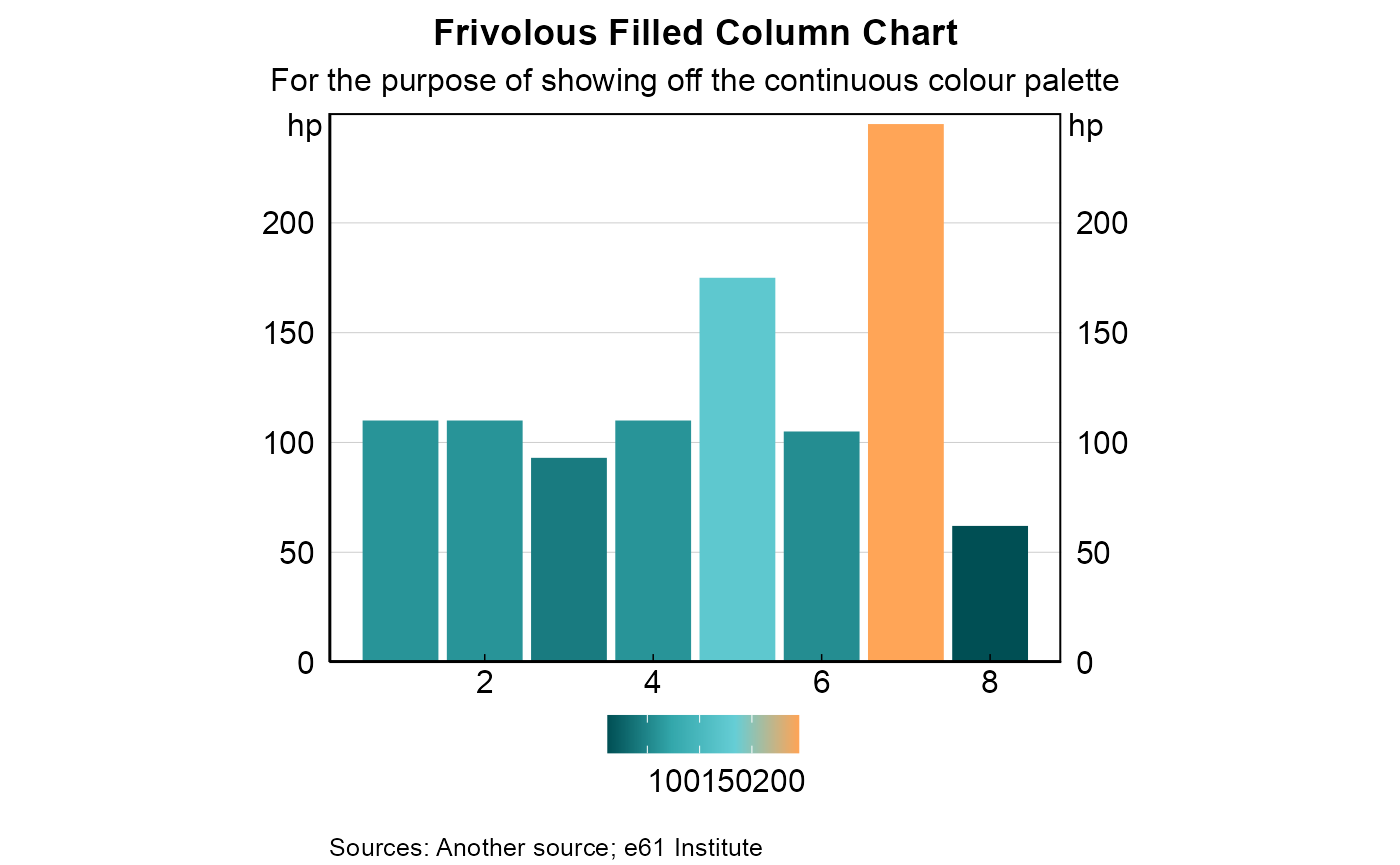 Frivolous Filled Column Chart
For the purpose of showing off the continuous colour palette
hp hp
200 200
150 150
100 100
50 50
0 0
2 4 6 8
100150200
Sources: Another source; e61 Institute